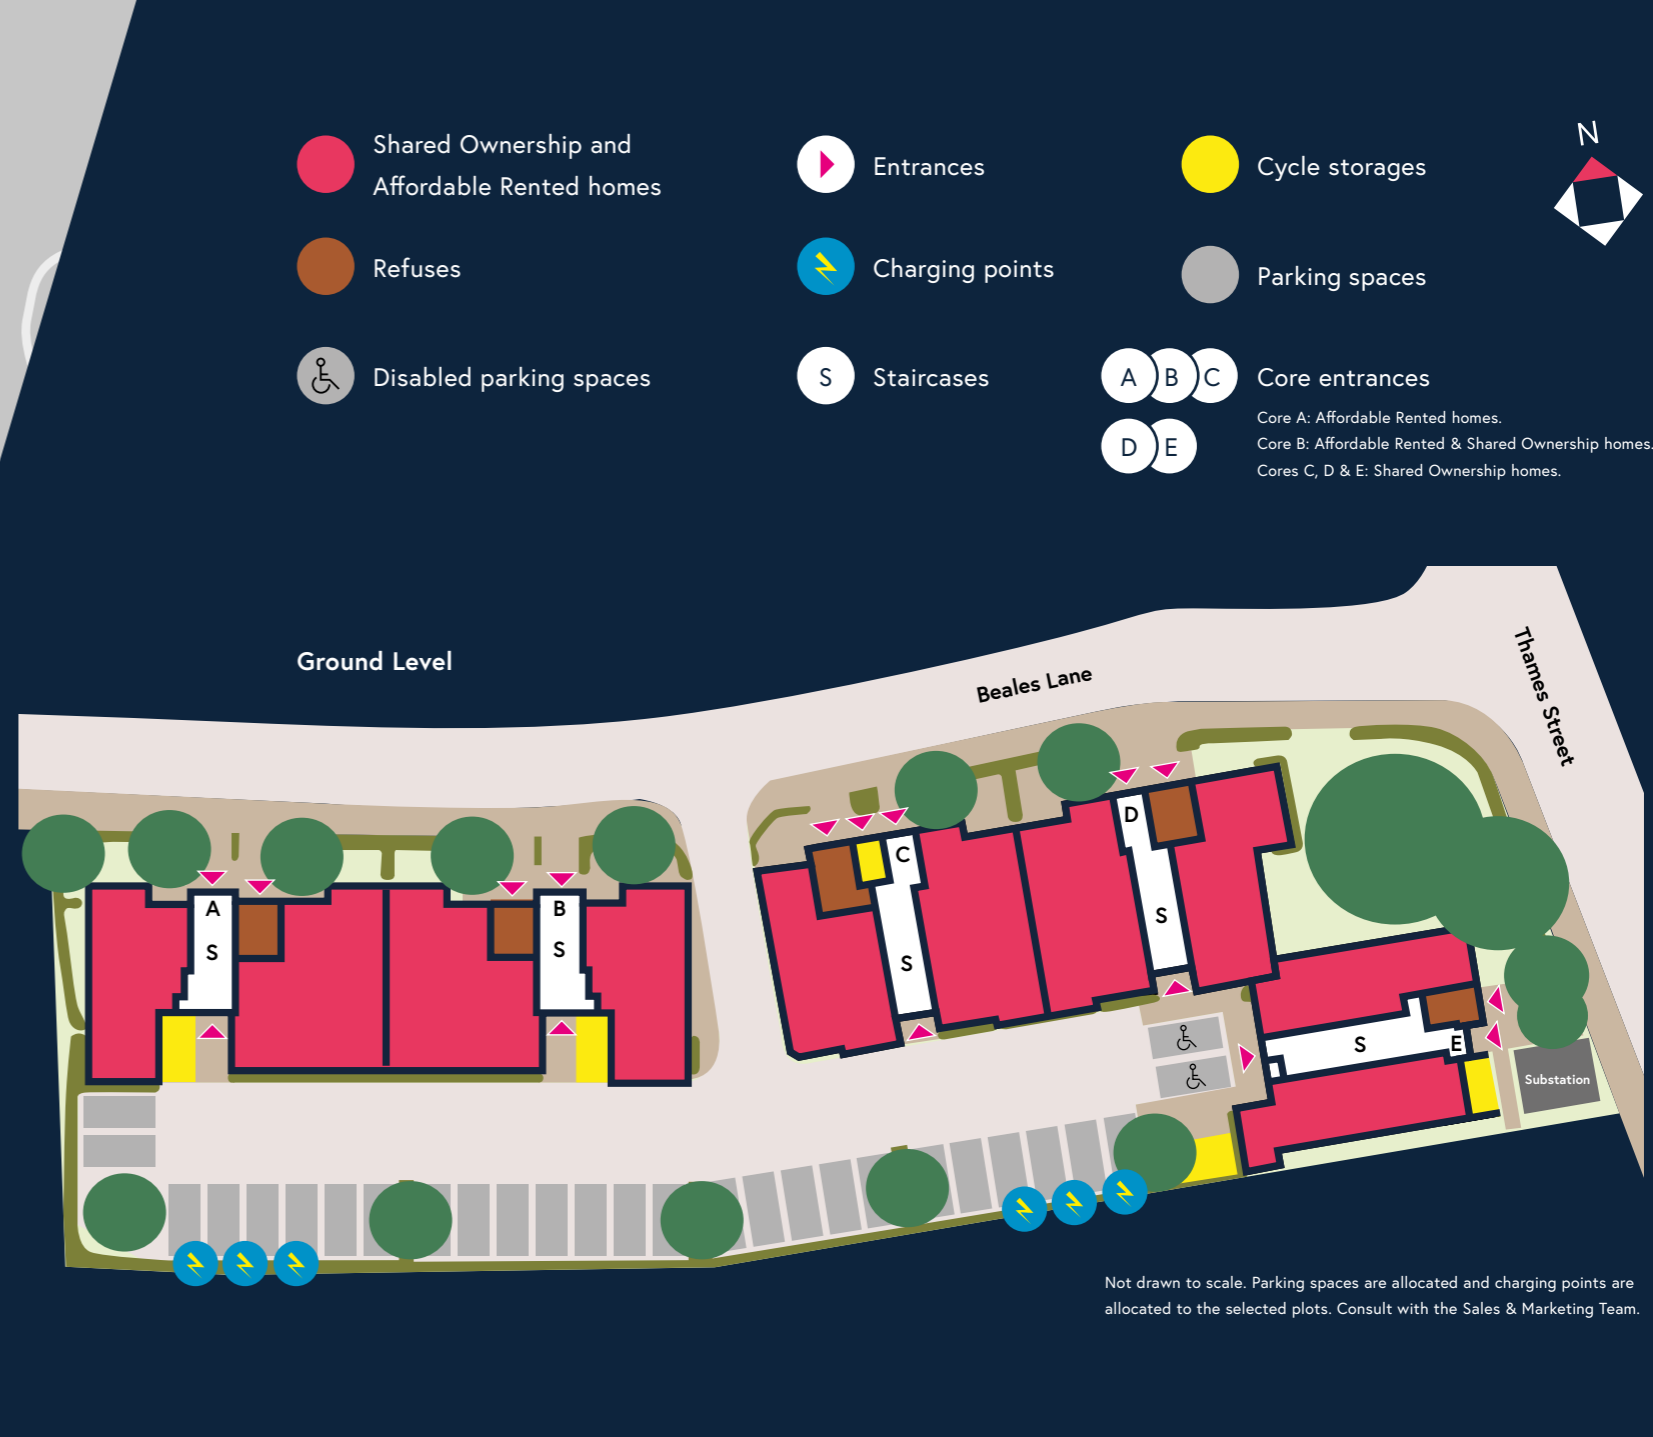 N
Shared Ownership and
Affordable Rented homes
Entrances
Cycle storages
Refuses
Charging points
Parking spaces
Disabled parking spaces
S
Staircases
A B C
Core entrances
D E
Core A: Affordable Rented homes.
Core B: Affordable Rented & Shared Ownership homes.
Cores C, D & E: Shared Ownership homes.
Ground Level
Beales Lane
Thames Street
A
S
B
S
C
S
D
S
S
E
Substation
Not drawn to scale. Parking spaces are allocated and charging points are
allocated to the selected plots. Consult with the Sales & Marketing Team.